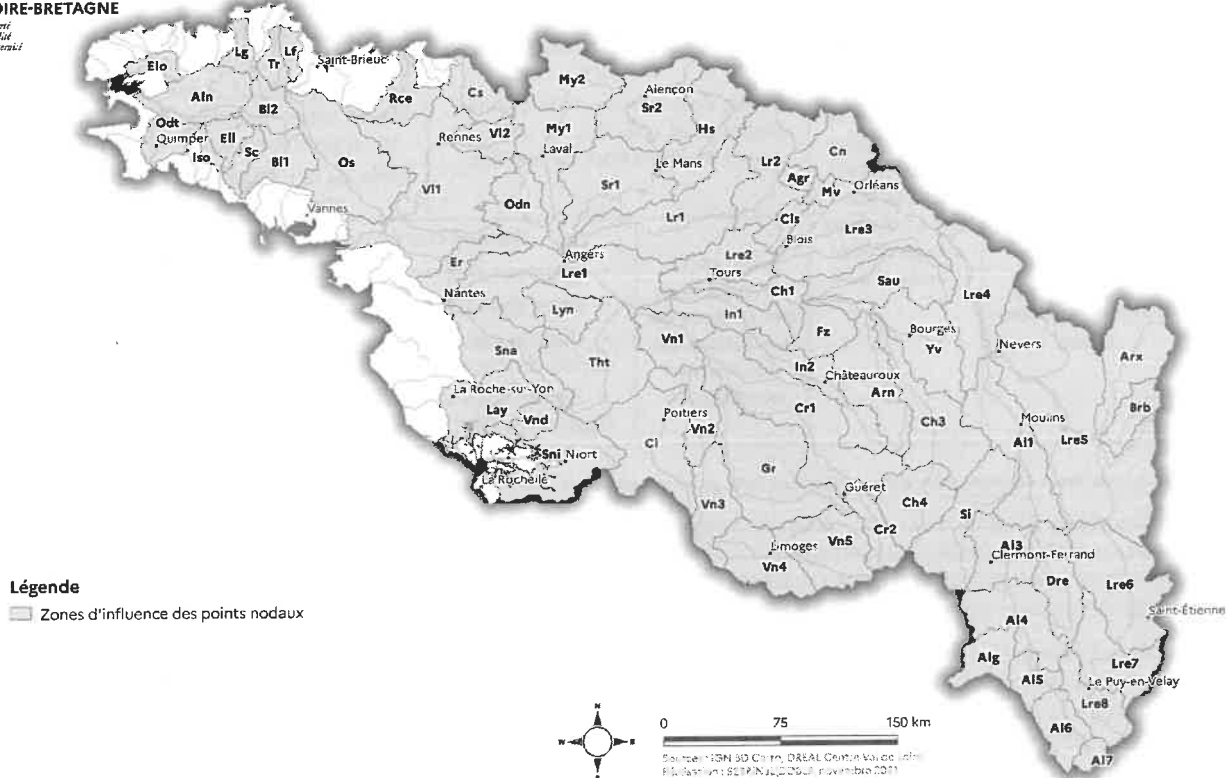 OIRE-BRETAGNE
Elo
Lg
Tr
Lf
Saint-Brieuc
Aln
Bl2
Rce
Cs
My2
Alençon
Sr2
Odt
Quimper
Ell
Iso
Sc
Bl1
Os
Rennes
Vl2
My1
Laval
Hs
Le Mans
Lr2
Cn
Agr
Mv
Orléans
Vannes
Vl1
Odn
Sr1
Lr1
Cls
Blois
Lre3
Er
Angers
Lre1
Lre2
Tours
Ch1
Sau
Lre4
Nantes
Lyn
In1
Vn1
Fz
Bourges
Yv
Nevers
Arx
Sna
Tht
In2
Châteauroux
Arn
La Roche-sur-Yon
Lay
Vnd
Poitiers
Vn2
Cr1
Ch3
Moulins
Al1
Lre5
Brb
Cl
Sni
Niort
La Rochelle
Gr
Guéret
Vn3
Ch4
Si
Cr2
Limoges
Vn5
Vn4
Al3
Clermont-Ferrand
Dre
Lre6
Saint-Étienne
Al4
Alg
Al5
Lre7
Le Puy-en-Velay
Lre8
Al6
Al7
Légende
Zones d'influence des points nodaux
N
W
E
S
0 75 150 km